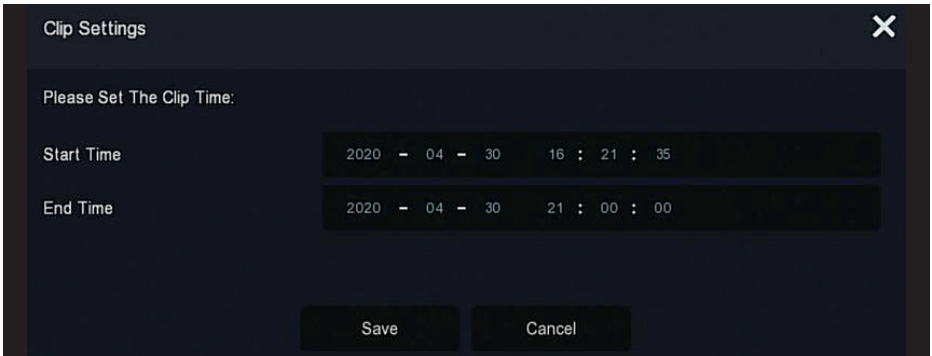 Clip Settings
Please Set The Clip Time:
Start Time 2020 - 04 - 30 16 : 21 : 35
End Time 2020 - 04 - 30 21 : 00 : 00
Save Cancel